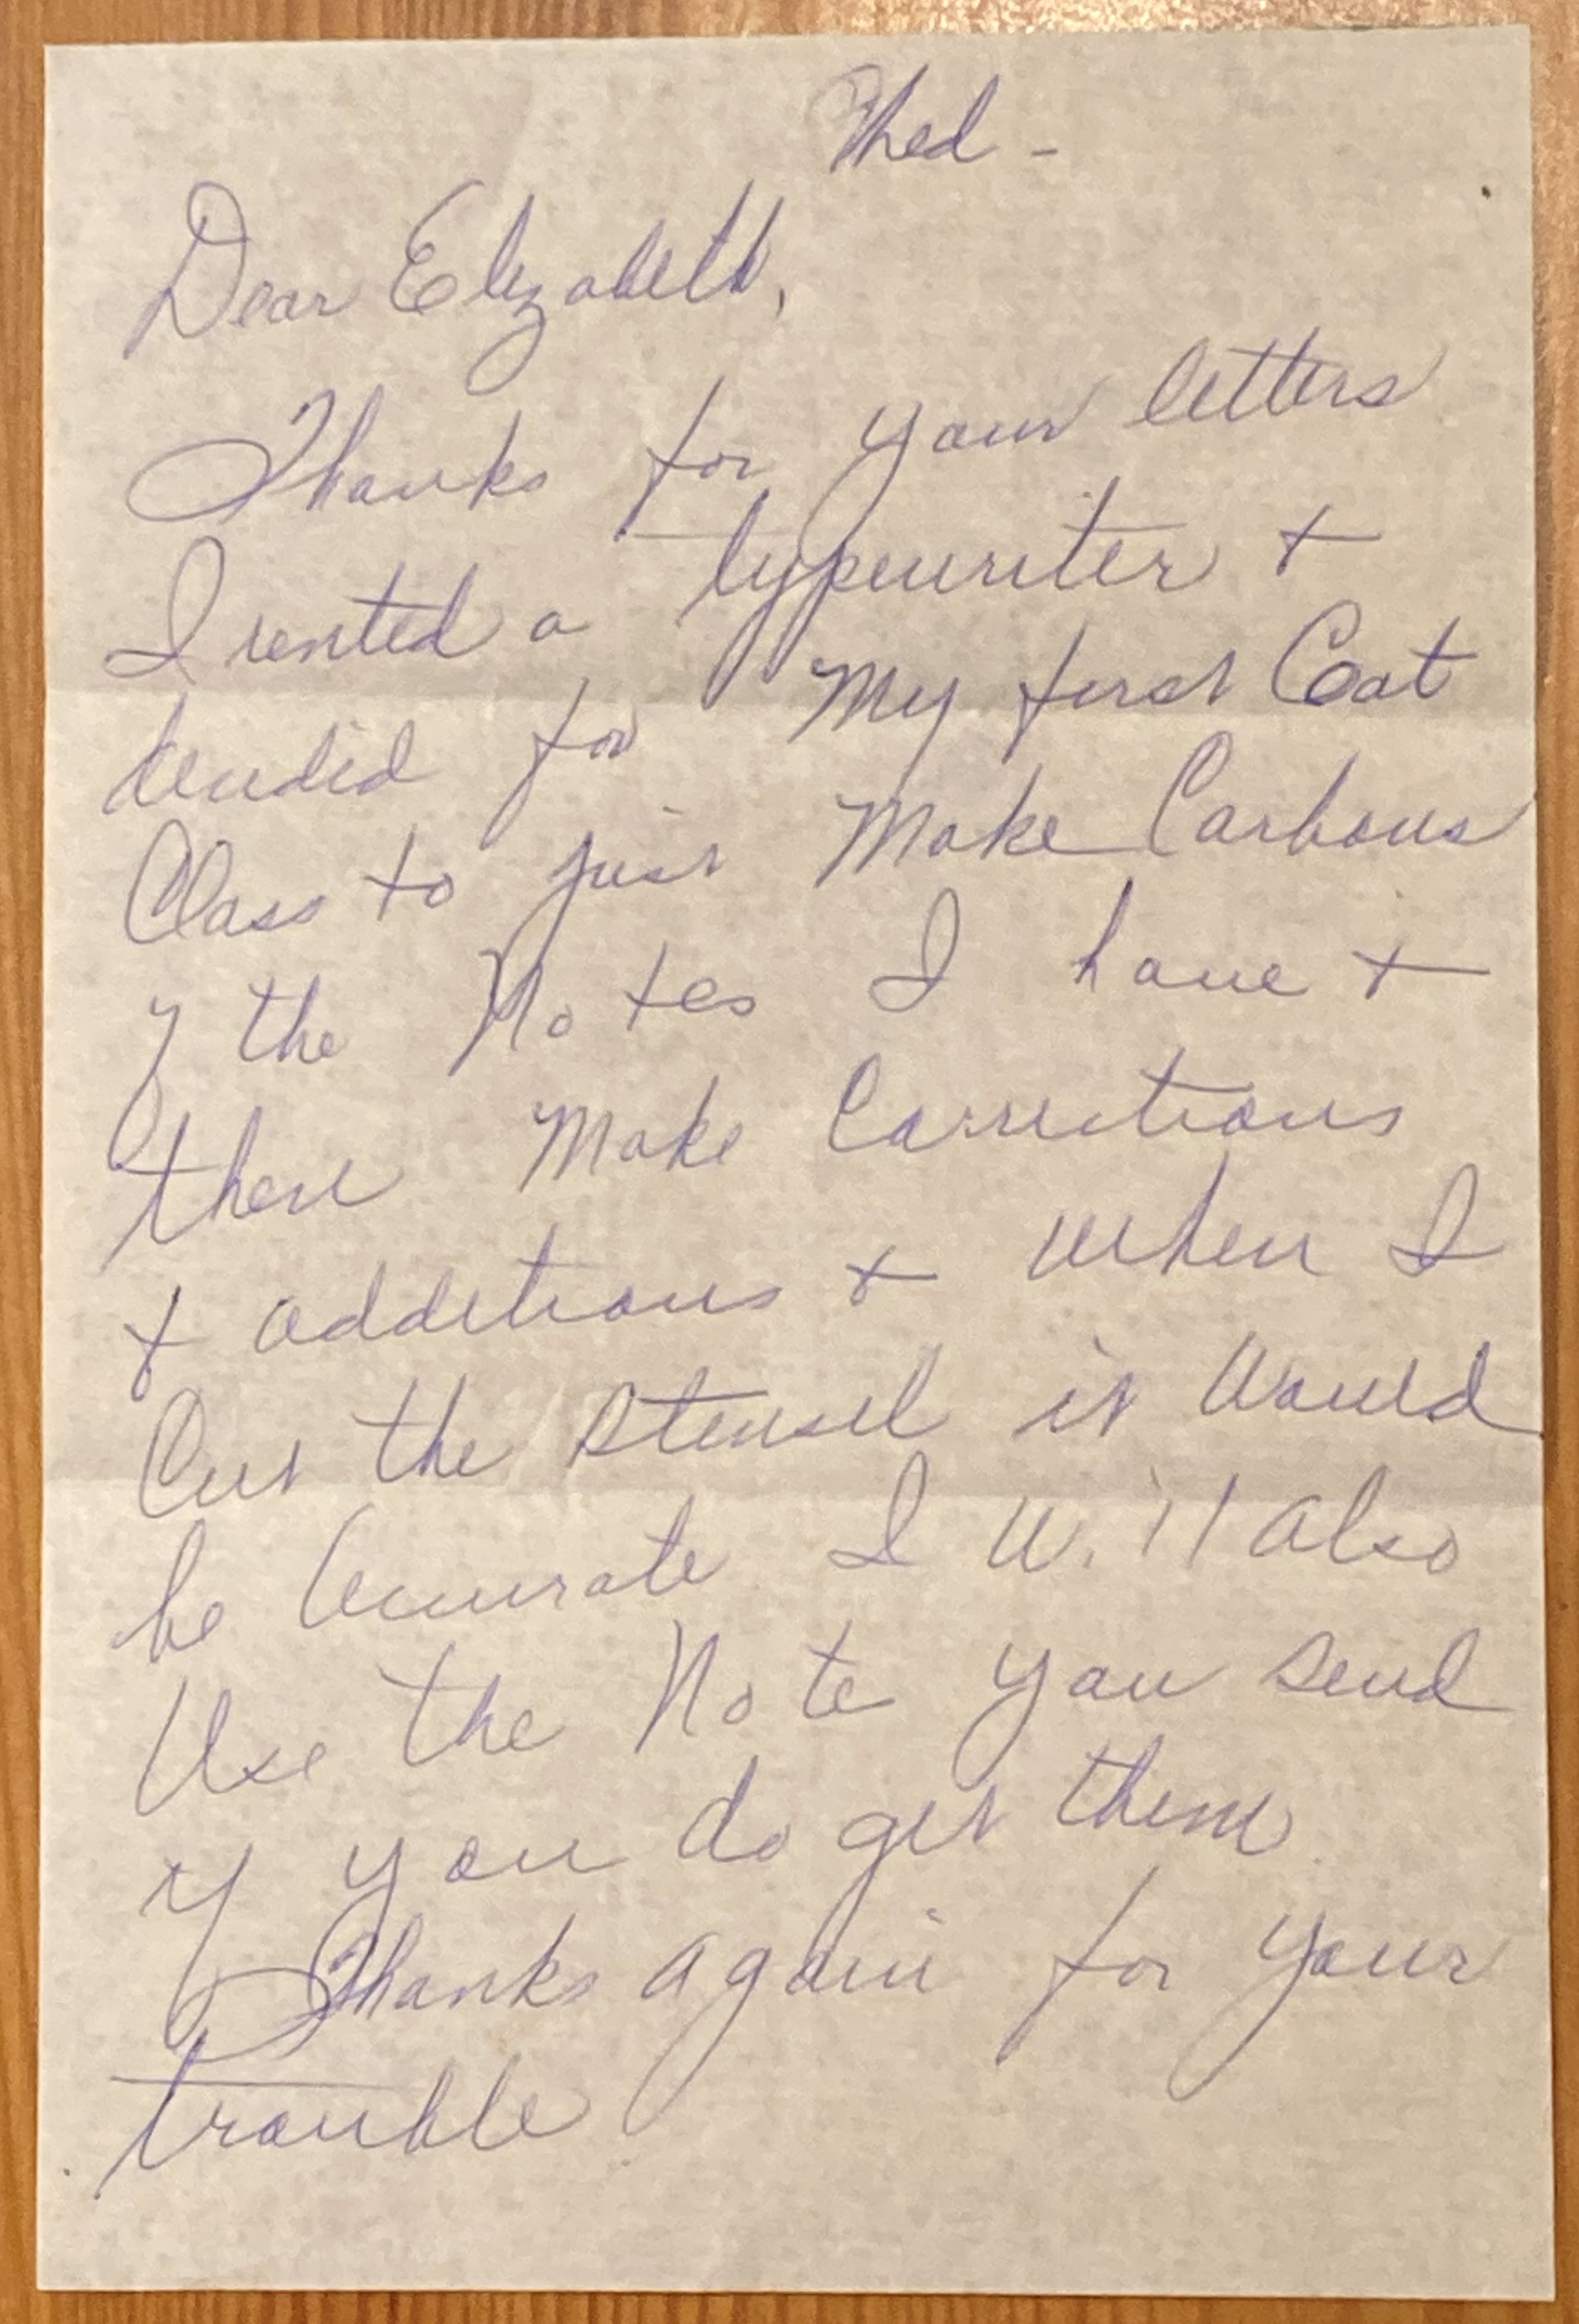 Wed -
Dear Elizabeth,
Thanks for your letters
I rented a typewriter +
decided for My first Coat
Class to just Make Carbons
of the Notes I have +
then Make Corrections
+ additions + when I
Cut the stensel it Would
be accurate. I Will also
Use the Note you send
if you do get them.
Thanks again for your
trouble